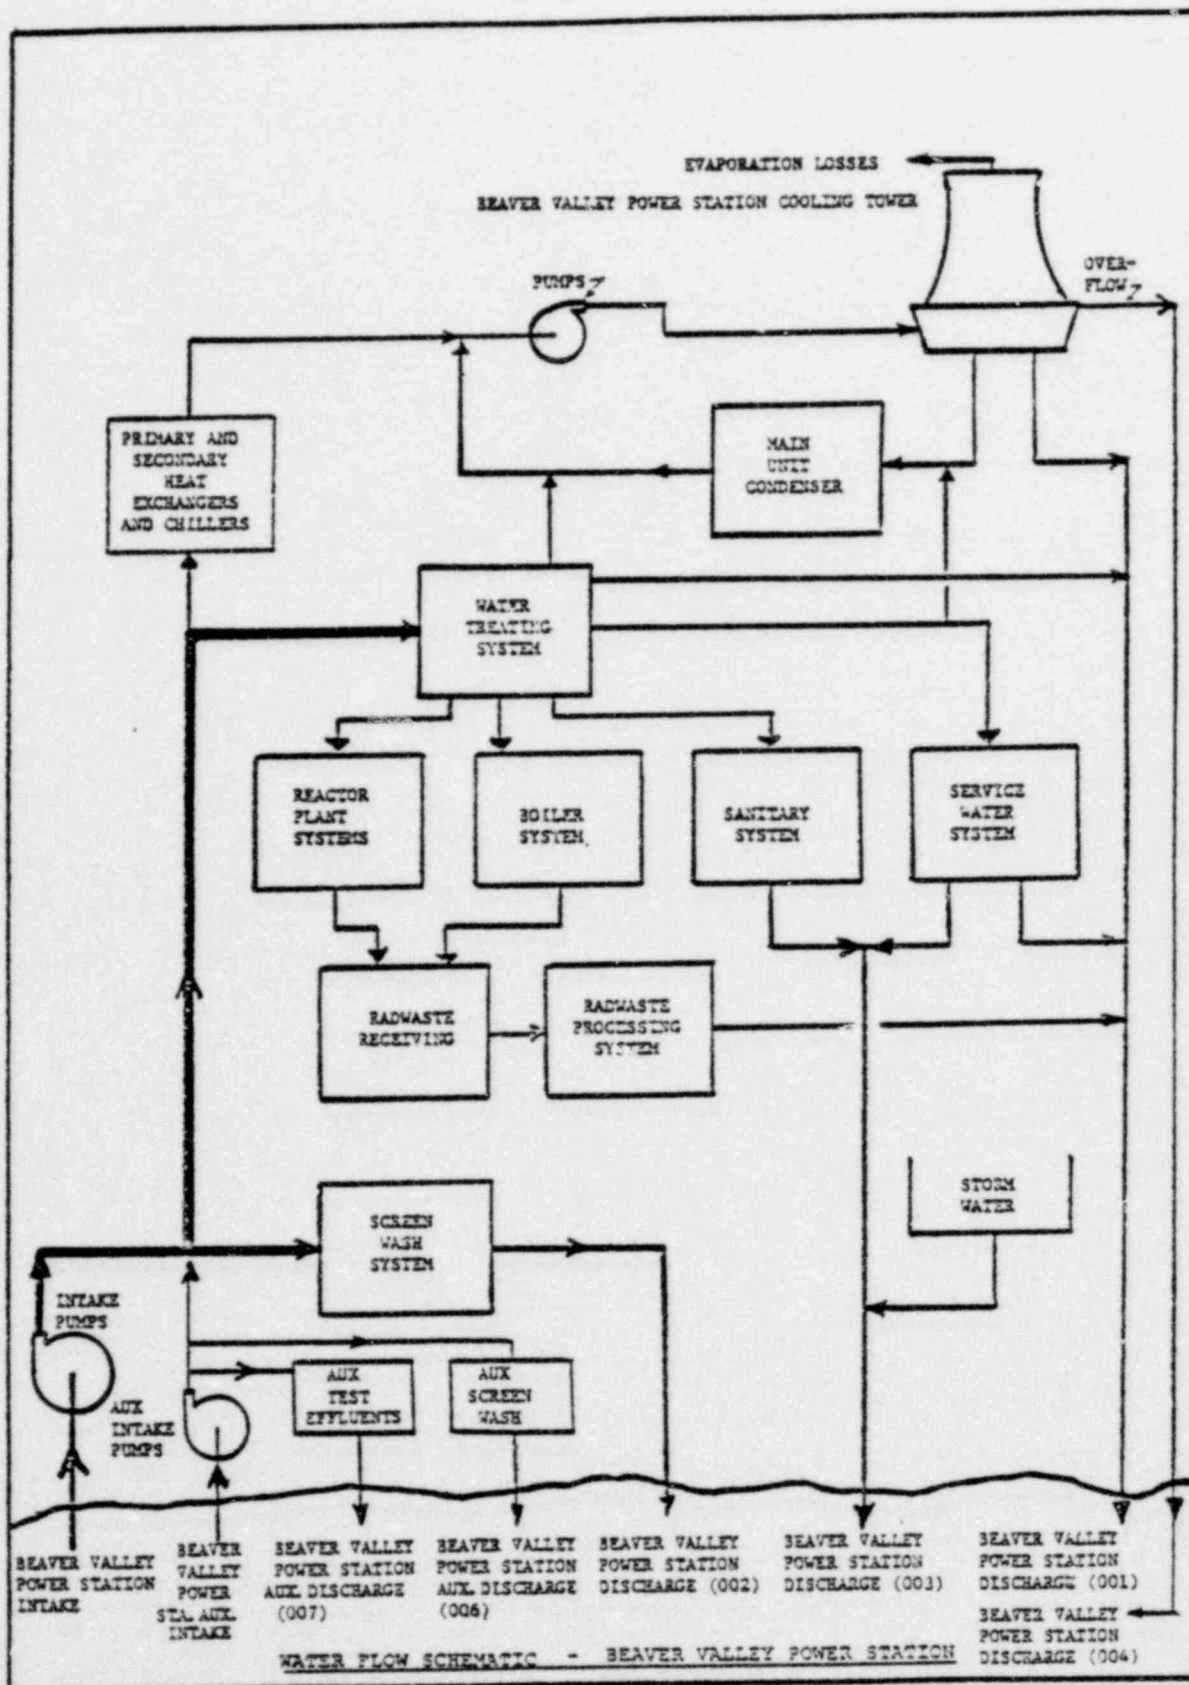 EVAPORATION LOSSES
BEAVER VALLEY POWER STATION COOLING TOWER
PUMPS
OVER-
FLOW
PRIMARY AND
SECONDARY
HEAT
EXCHANGERS
AND CHILLERS
MAIN
UNIT
CONDENSER
WATER
TREATING
SYSTEM
REACTOR
PLANT
SYSTEMS
BOILER
SYSTEM
SANITARY
SYSTEM
SERVICE
WATER
SYSTEM
RADWASTE
RECEIVING
RADWASTE
PROCESSING
SYSTEM
STORM
WATER
SCREEN
WASH
SYSTEM
INTAKE
PUMPS
AUX
INTAKE
PUMPS
AUX
TEST
EFFLUENTS
AUX
SCREEN
WASH
BEAVER VALLEY
POWER STATION
INTAKE
BEAVER
VALLEY
POWER
STA. AUX.
INTAKE
BEAVER VALLEY
POWER STATION
AUX. DISCHARGE
(007)
BEAVER VALLEY
POWER STATION
AUX. DISCHARGE
(006)
BEAVER VALLEY
POWER STATION
DISCHARGE (002)
BEAVER VALLEY
POWER STATION
DISCHARGE (003)
BEAVER VALLEY
POWER STATION
DISCHARGE (001)
BEAVER VALLEY
POWER STATION
DISCHARGE (004)
WATER FLOW SCHEMATIC - BEAVER VALLEY POWER STATION